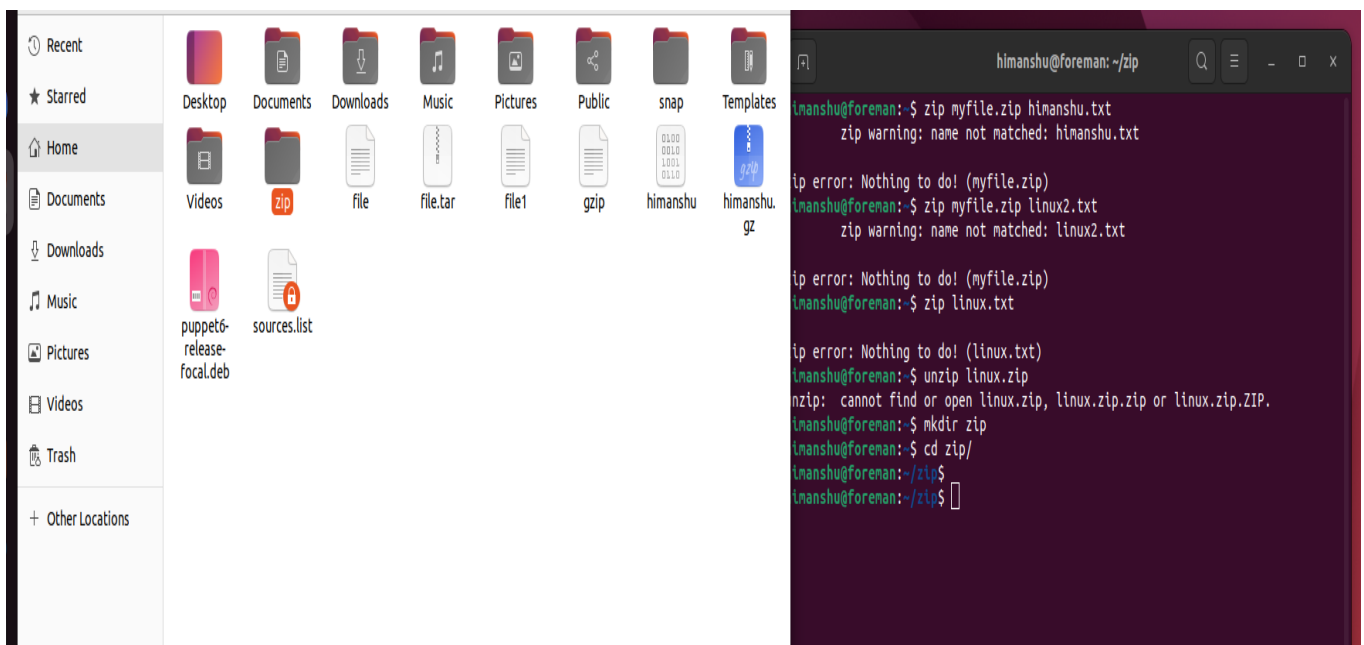 Recent
Starred
Home
Documents
Downloads
Music
Pictures
Videos
Trash
+ Other Locations
Desktop Documents Downloads Music Pictures Public snap Templates
Videos zip file file.tar file1 gzip himanshu himanshu.gz
puppet6-release-focal.deb sources.list
0100
0010
1001
0110
gzip
himanshu@foreman: ~/zip
imanshu@foreman:~$ zip myfile.zip himanshu.txt
zip warning: name not matched: himanshu.txt
ip error: Nothing to do! (myfile.zip)
imanshu@foreman:~$ zip myfile.zip linux2.txt
zip warning: name not matched: linux2.txt
ip error: Nothing to do! (myfile.zip)
imanshu@foreman:~$ zip linux.txt
ip error: Nothing to do! (linux.txt)
imanshu@foreman:~$ unzip linux.zip
nzip:  cannot find or open linux.zip, linux.zip.zip or linux.zip.ZIP.
imanshu@foreman:~$ mkdir zip
imanshu@foreman:~$ cd zip/
imanshu@foreman:~/zip$
imanshu@foreman:~/zip$